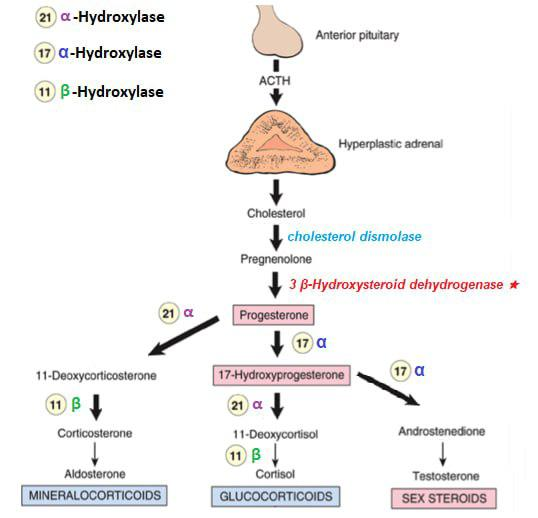 21 α-Hydroxylase
17 α-Hydroxylase
11 β-Hydroxylase
Anterior pituitary
ACTH
Hyperplastic adrenal
Cholesterol
cholesterol dismolase
Pregnenolone
3 β-Hydroxysteroid dehydrogenase ★
21 α
Progesterone
17 α
11-Deoxycorticosterone
17-Hydroxyprogesterone
17 α
11 β
21 α
Corticosterone
11-Deoxycortisol
Androstenedione
11 β
Aldosterone
Cortisol
Testosterone
MINERALOCORTICOIDS
GLUCOCORTICOIDS
SEX STEROIDS